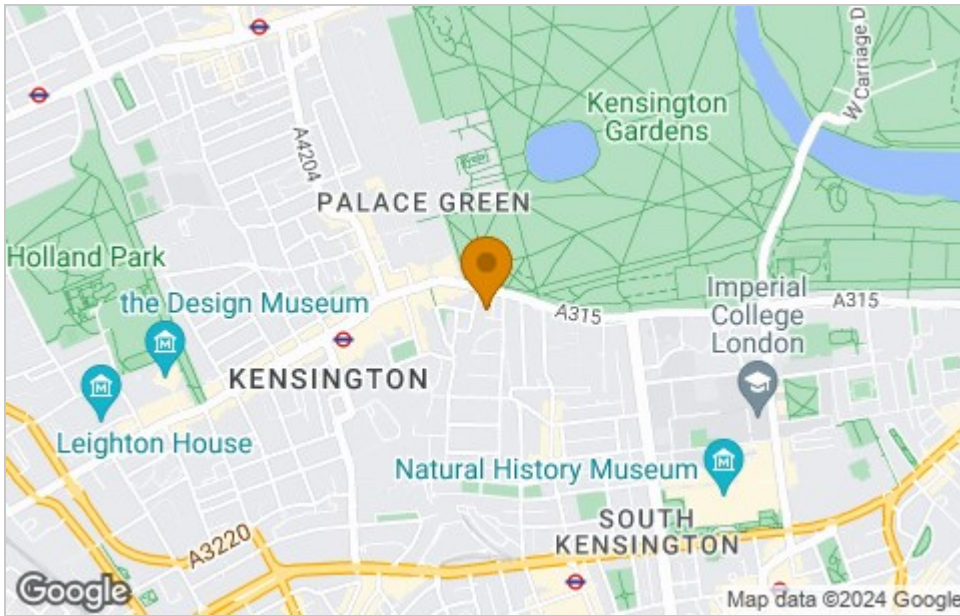 Kensington
Gardens
W Carriage D
A4204
PALACE GREEN
Holland Park
the Design Museum
A315
A315
Imperial
College
London
KENSINGTON
Leighton House
Natural History Museum
SOUTH
KENSINGTON
A3220
Google
Map data ©2024 Google